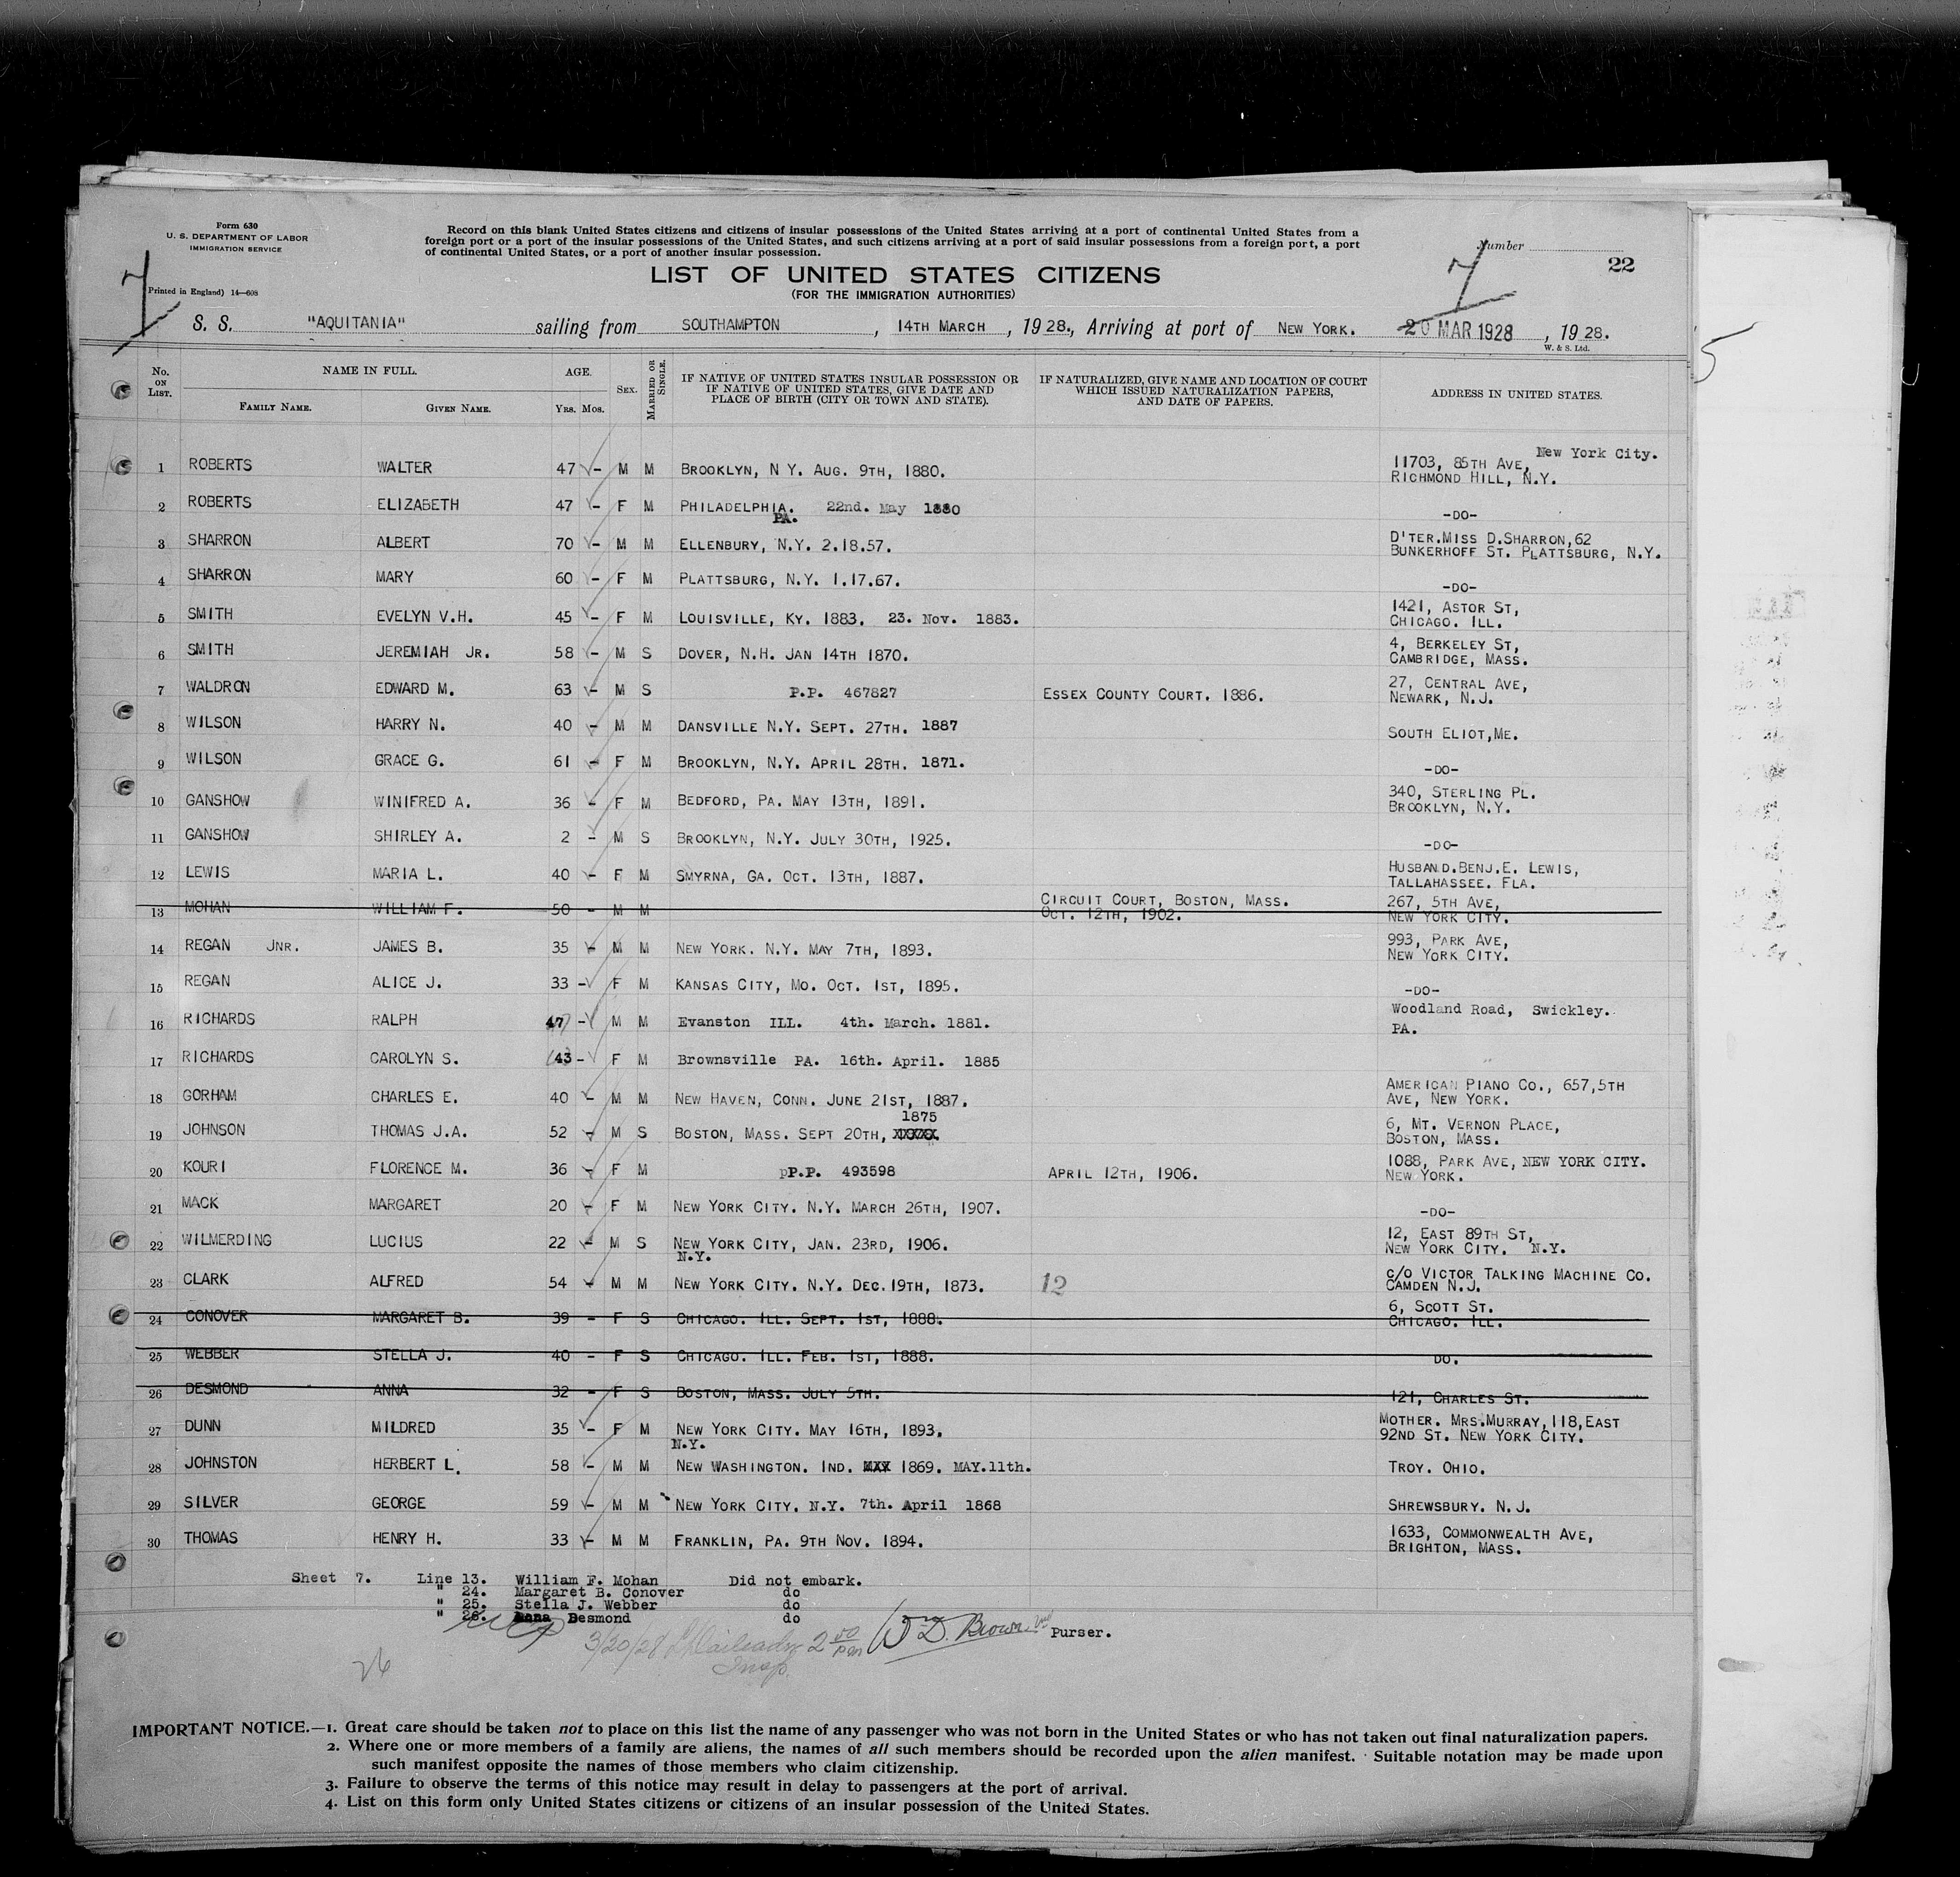 Form 630
U. S. DEPARTMENT OF LABOR
IMMIGRATION SERVICE
Printed in England) 14—608
Record on this blank United States citizens and citizens of insular possessions of the United States arriving at a port of continental United States from a
foreign port or a port of the insular possessions of the United States, and such citizens arriving at a port of said insular possessions from a foreign port, a port
of continental United States, or a port of another insular possession.
LIST OF UNITED STATES CITIZENS
(FOR THE IMMIGRATION AUTHORITIES)
Number
22
7
7
S. S. "AQUITANIA" sailing from SOUTHAMPTON, 14TH MARCH, 1928., Arriving at port of NEW YORK. 20 MAR 1928, 1928.
W. & S. Ltd.
5
No. ON LIST. NAME IN FULL. AGE. SEX. MARRIED OR SINGLE. IF NATIVE OF UNITED STATES INSULAR POSSESSION OR IF NATIVE OF UNITED STATES, GIVE DATE AND PLACE OF BIRTH (CITY OR TOWN AND STATE). IF NATURALIZED, GIVE NAME AND LOCATION OF COURT WHICH ISSUED NATURALIZATION PAPERS, AND DATE OF PAPERS. ADDRESS IN UNITED STATES.
FAMILY NAME. GIVEN NAME. YRS. MOS.
1 ROBERTS WALTER 47 – M M BROOKLYN, N Y. AUG. 9TH, 1880. 11703, 85TH AVE, New York City.
RICHMOND HILL, N.Y.
2 ROBERTS ELIZABETH 47 – F M PHILADELPHIA. 22nd. May 1880 -DO-
PA.
3 SHARRON ALBERT 70 – M M ELLENBURY, N.Y. 2.18.57. D'TER.MISS D.SHARRON,62
BUNKERHOFF ST. PLATTSBURG, N.Y.
4 SHARRON MARY 60 – F M PLATTSBURG, N.Y. 1.17.67. -DO-
5 SMITH EVELYN V.H. 45 – F M LOUISVILLE, KY. 1883. 23. Nov. 1883. 1421, ASTOR ST,
CHICAGO. ILL.
6 SMITH JEREMIAH JR. 58 – M S DOVER, N.H. JAN 14TH 1870. 4, BERKELEY ST,
CAMBRIDGE, MASS.
7 WALDRON EDWARD M. 63 – M S P.P. 467827 ESSEX COUNTY COURT. 1886. 27, CENTRAL AVE,
NEWARK, N.J.
8 WILSON HARRY N. 40 – M M DANSVILLE N.Y. SEPT. 27TH. 1887 SOUTH ELIOT,ME.
9 WILSON GRACE G. 61 – F M BROOKLYN, N.Y. APRIL 28TH. 1871. -DO-
10 GANSHOW WINIFRED A. 36 – F M BEDFORD, PA. MAY 13TH, 1891. 340, STERLING PL.
BROOKLYN, N.Y.
11 GANSHOW SHIRLEY A. 2 – M S BROOKLYN, N.Y. JULY 30TH, 1925. -DO-
12 LEWIS MARIA L. 40 – F M SMYRNA, GA. OCT. 13TH, 1887. HUSBAND.BENJ.E. LEWIS,
TALLAHASSEE. FLA.
13 MOHAN WILLIAM F. 50 – M M CIRCUIT COURT, BOSTON, MASS. 267, 5TH AVE,
OCT. 12TH, 1902. NEW YORK CITY.
14 REGAN JNR. JAMES B. 35 – M M NEW YORK. N.Y. MAY 7TH, 1893. 993, PARK AVE,
NEW YORK CITY.
15 REGAN ALICE J. 33 – F M KANSAS CITY, MO. OCT. 1ST, 1895. -DO-
16 RICHARDS RALPH 47 – M M Evanston ILL. 4th. March. 1881. Woodland Road, Swickley.
PA.
17 RICHARDS CAROLYN S. 43 – F M Brownsville PA. 16th. April. 1885 "
18 GORHAM CHARLES E. 40 – M M NEW HAVEN, CONN. JUNE 21ST, 1887. AMERICAN PIANO CO., 657,5TH
AVE, NEW YORK.
1875
19 JOHNSON THOMAS J.A. 52 – M S BOSTON, MASS. SEPT 20TH, 6, MT. VERNON PLACE,
BOSTON, MASS.
20 KOURI FLORENCE M. 36 – F M pP.P. 493598 APRIL 12TH, 1906. 1088, PARK AVE, NEW YORK CITY.
NEW YORK.
21 MACK MARGARET 20 – F M NEW YORK CITY. N.Y. MARCH 26TH, 1907. -DO-
22 WILMERDING LUCIUS 22 – M S NEW YORK CITY, JAN. 23RD, 1906. 12, EAST 89TH ST,
N.Y. NEW YORK CITY. N.Y.
23 CLARK ALFRED 54 – M M NEW YORK CITY. N.Y. DEC.19TH, 1873. 12 C/O VICTOR TALKING MACHINE CO.
CAMDEN N.J.
24 CONOVER MARGARET B. 39 – F S CHICAGO. ILL. SEPT. 1ST, 1888. 6, SCOTT ST.
CHICAGO. ILL.
25 WEBBER STELLA J. 40 – F S CHICAGO. ILL. FEB. 1ST, 1888. DO.
26 DESMOND ANNA 32 – F S BOSTON, MASS. JULY 5TH. 121, CHARLES ST.
27 DUNN MILDRED 35 – F M NEW YORK CITY. MAY 16TH, 1893. MOTHER. MRS.MURRAY,118,EAST
N.Y. 92ND ST. NEW YORK CITY.
28 JOHNSTON HERBERT L. 58 – M M NEW WASHINGTON. IND. 1869. MAY.11th. TROY. OHIO.
29 SILVER GEORGE 59 – M M NEW YORK CITY. N.Y. 7th. April 1868 SHREWSBURY. N.J.
30 THOMAS HENRY H. 33 – M M FRANKLIN, PA. 9TH NOV. 1894. 1633, COMMONWEALTH AVE,
BRIGHTON, MASS.
Sheet 7. Line 13. William F. Mohan Did not embark.
" 24. Margaret B. Conover do
" 25. Stella J. Webber do
" 26. Anna Desmond do
3/20/28 Insp. 2 00 Wm D. Brown Purser.
26
IMPORTANT NOTICE.—1. Great care should be taken not to place on this list the name of any passenger who was not born in the United States or who has not taken out final naturalization papers.
2. Where one or more members of a family are aliens, the names of all such members should be recorded upon the alien manifest. Suitable notation may be made upon
such manifest opposite the names of those members who claim citizenship.
3. Failure to observe the terms of this notice may result in delay to passengers at the port of arrival.
4. List on this form only United States citizens or citizens of an insular possession of the United States.